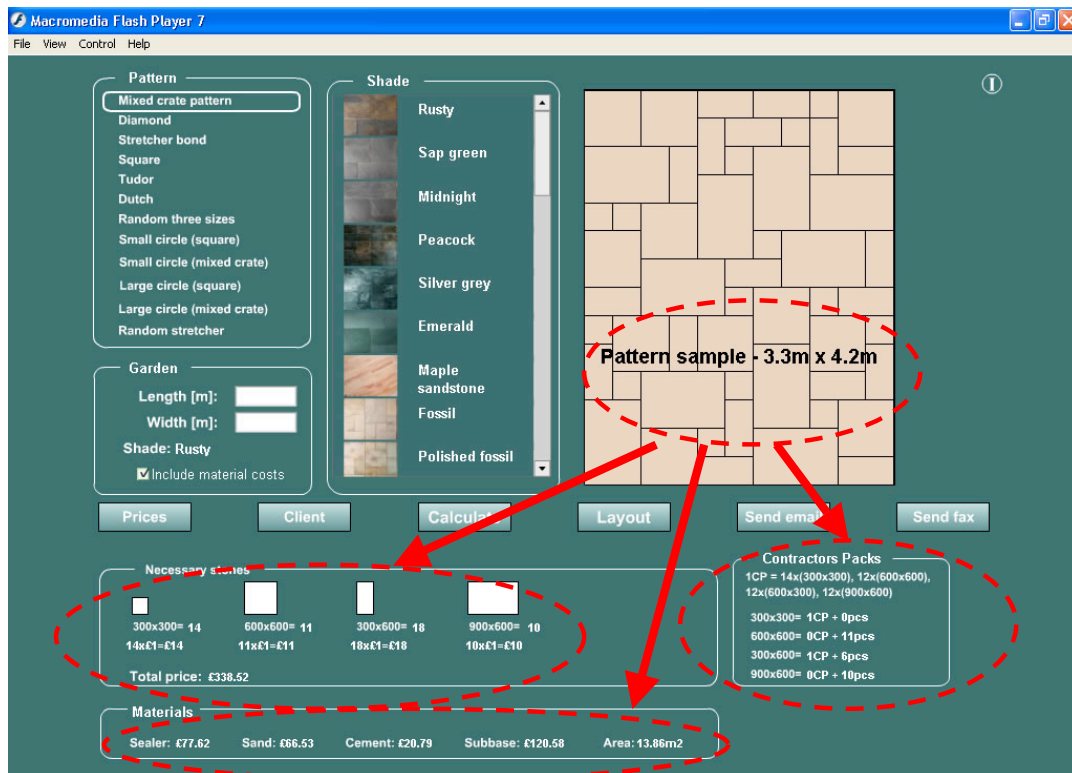 Macromedia Flash Player 7
File View Control Help
Pattern
Mixed crate pattern
Diamond
Stretcher bond
Square
Tudor
Dutch
Random three sizes
Small circle (square)
Small circle (mixed crate)
Large circle (square)
Large circle (mixed crate)
Random stretcher
Shade
Rusty
Sap green
Midnight
Peacock
Silver grey
Emerald
Maple
sandstone
Fossil
Polished fossil
Pattern sample - 3.3m x 4.2m
Garden
Length [m]:
Width [m]:
Shade: Rusty
Include material costs
Prices Client Calculate Layout Send email Send fax
Necessary stones
300x300= 14 600x600= 11 300x600= 18 900x600= 10
14x£1=£14 11x£1=£11 18x£1=£18 10x£1=£10
Total price: £338.52
Contractors Packs
1CP = 14x(300x300), 12x(600x600),
12x(600x300), 12x(900x600)
300x300= 1CP + 0pcs
600x600= 0CP + 11pcs
300x600= 1CP + 6pcs
900x600= 0CP + 10pcs
Materials
Sealer: £77.62 Sand: £66.53 Cement: £20.79 Subbase: £120.58 Area: 13.86m2